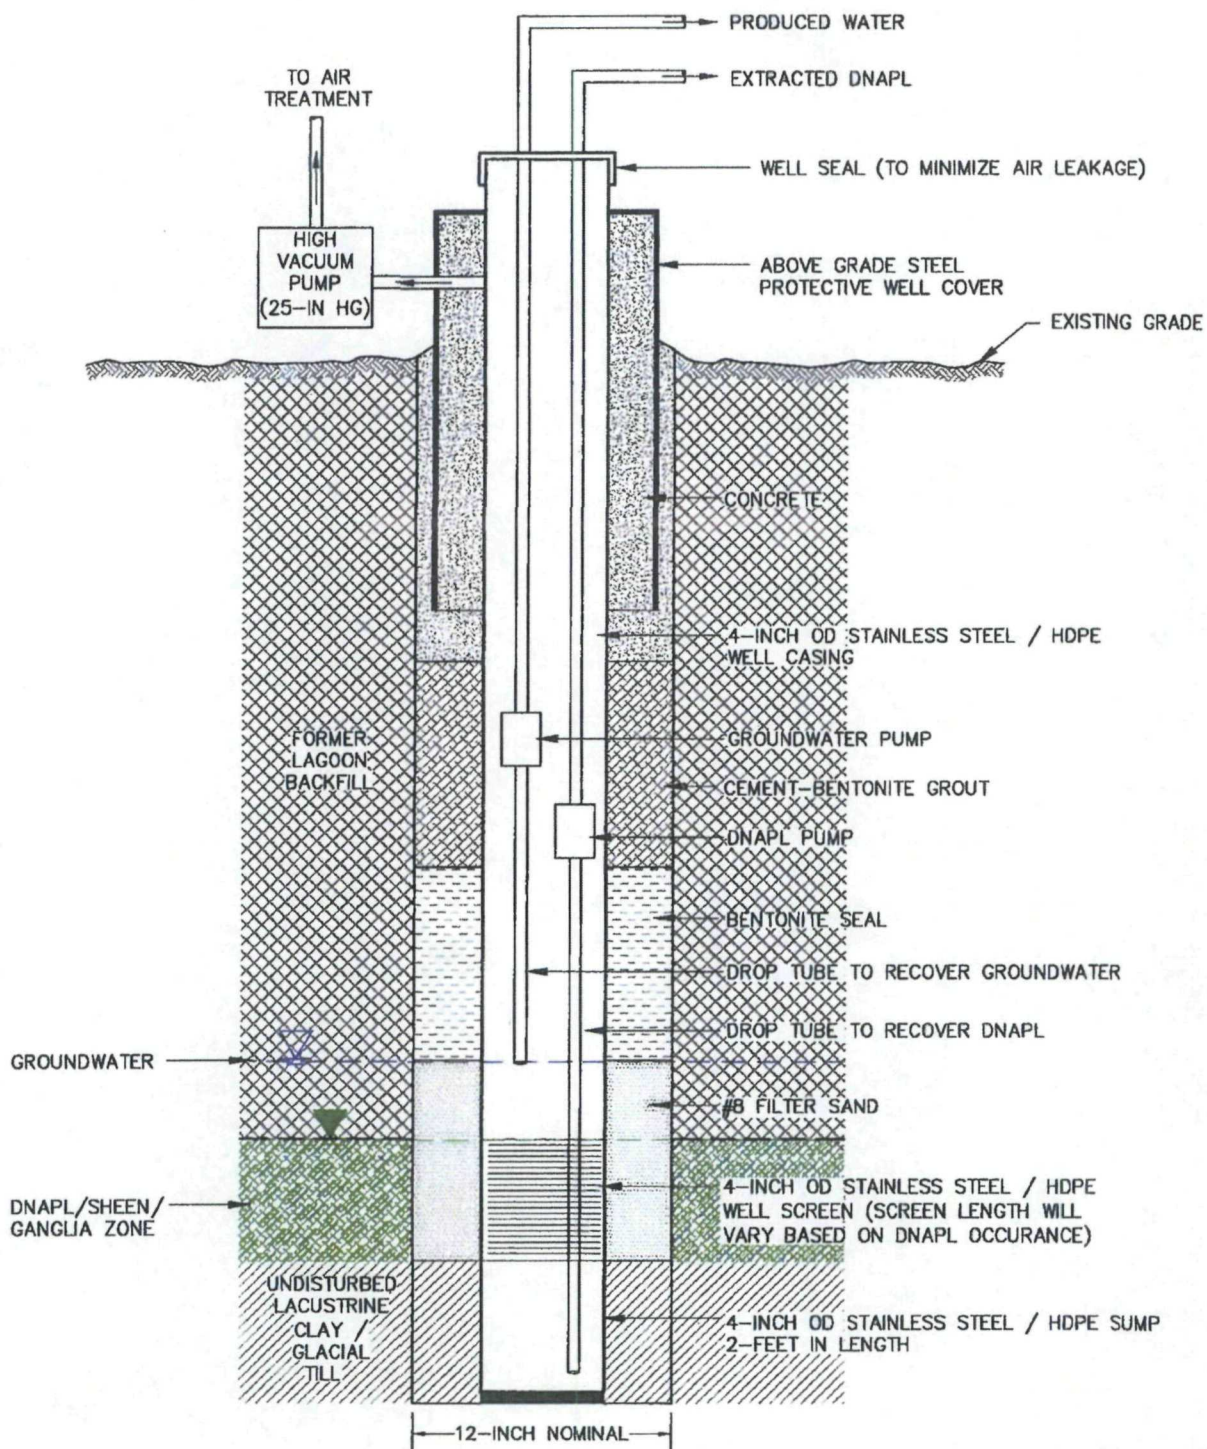 PRODUCED WATER
EXTRACTED DNAPL
TO AIR
TREATMENT
WELL SEAL (TO MINIMIZE AIR LEAKAGE)
HIGH
VACUUM
PUMP
(25-IN HG)
ABOVE GRADE STEEL
PROTECTIVE WELL COVER
EXISTING GRADE
CONCRETE
4-INCH OD STAINLESS STEEL / HDPE
WELL CASING
FORMER
LAGOON
BACKFILL
GROUNDWATER PUMP
CEMENT-BENTONITE GROUT
DNAPL PUMP
BENTONITE SEAL
DROP TUBE TO RECOVER GROUNDWATER
DROP TUBE TO RECOVER DNAPL
GROUNDWATER
#8 FILTER SAND
DNAPL/SHEEN/
GANGLIA ZONE
4-INCH OD STAINLESS STEEL / HDPE
WELL SCREEN (SCREEN LENGTH WILL
VARY BASED ON DNAPL OCCURANCE)
UNDISTURBED
LACUSTRINE
CLAY /
GLACIAL
TILL
4-INCH OD STAINLESS STEEL / HDPE SUMP
2-FEET IN LENGTH
12-INCH NOMINAL